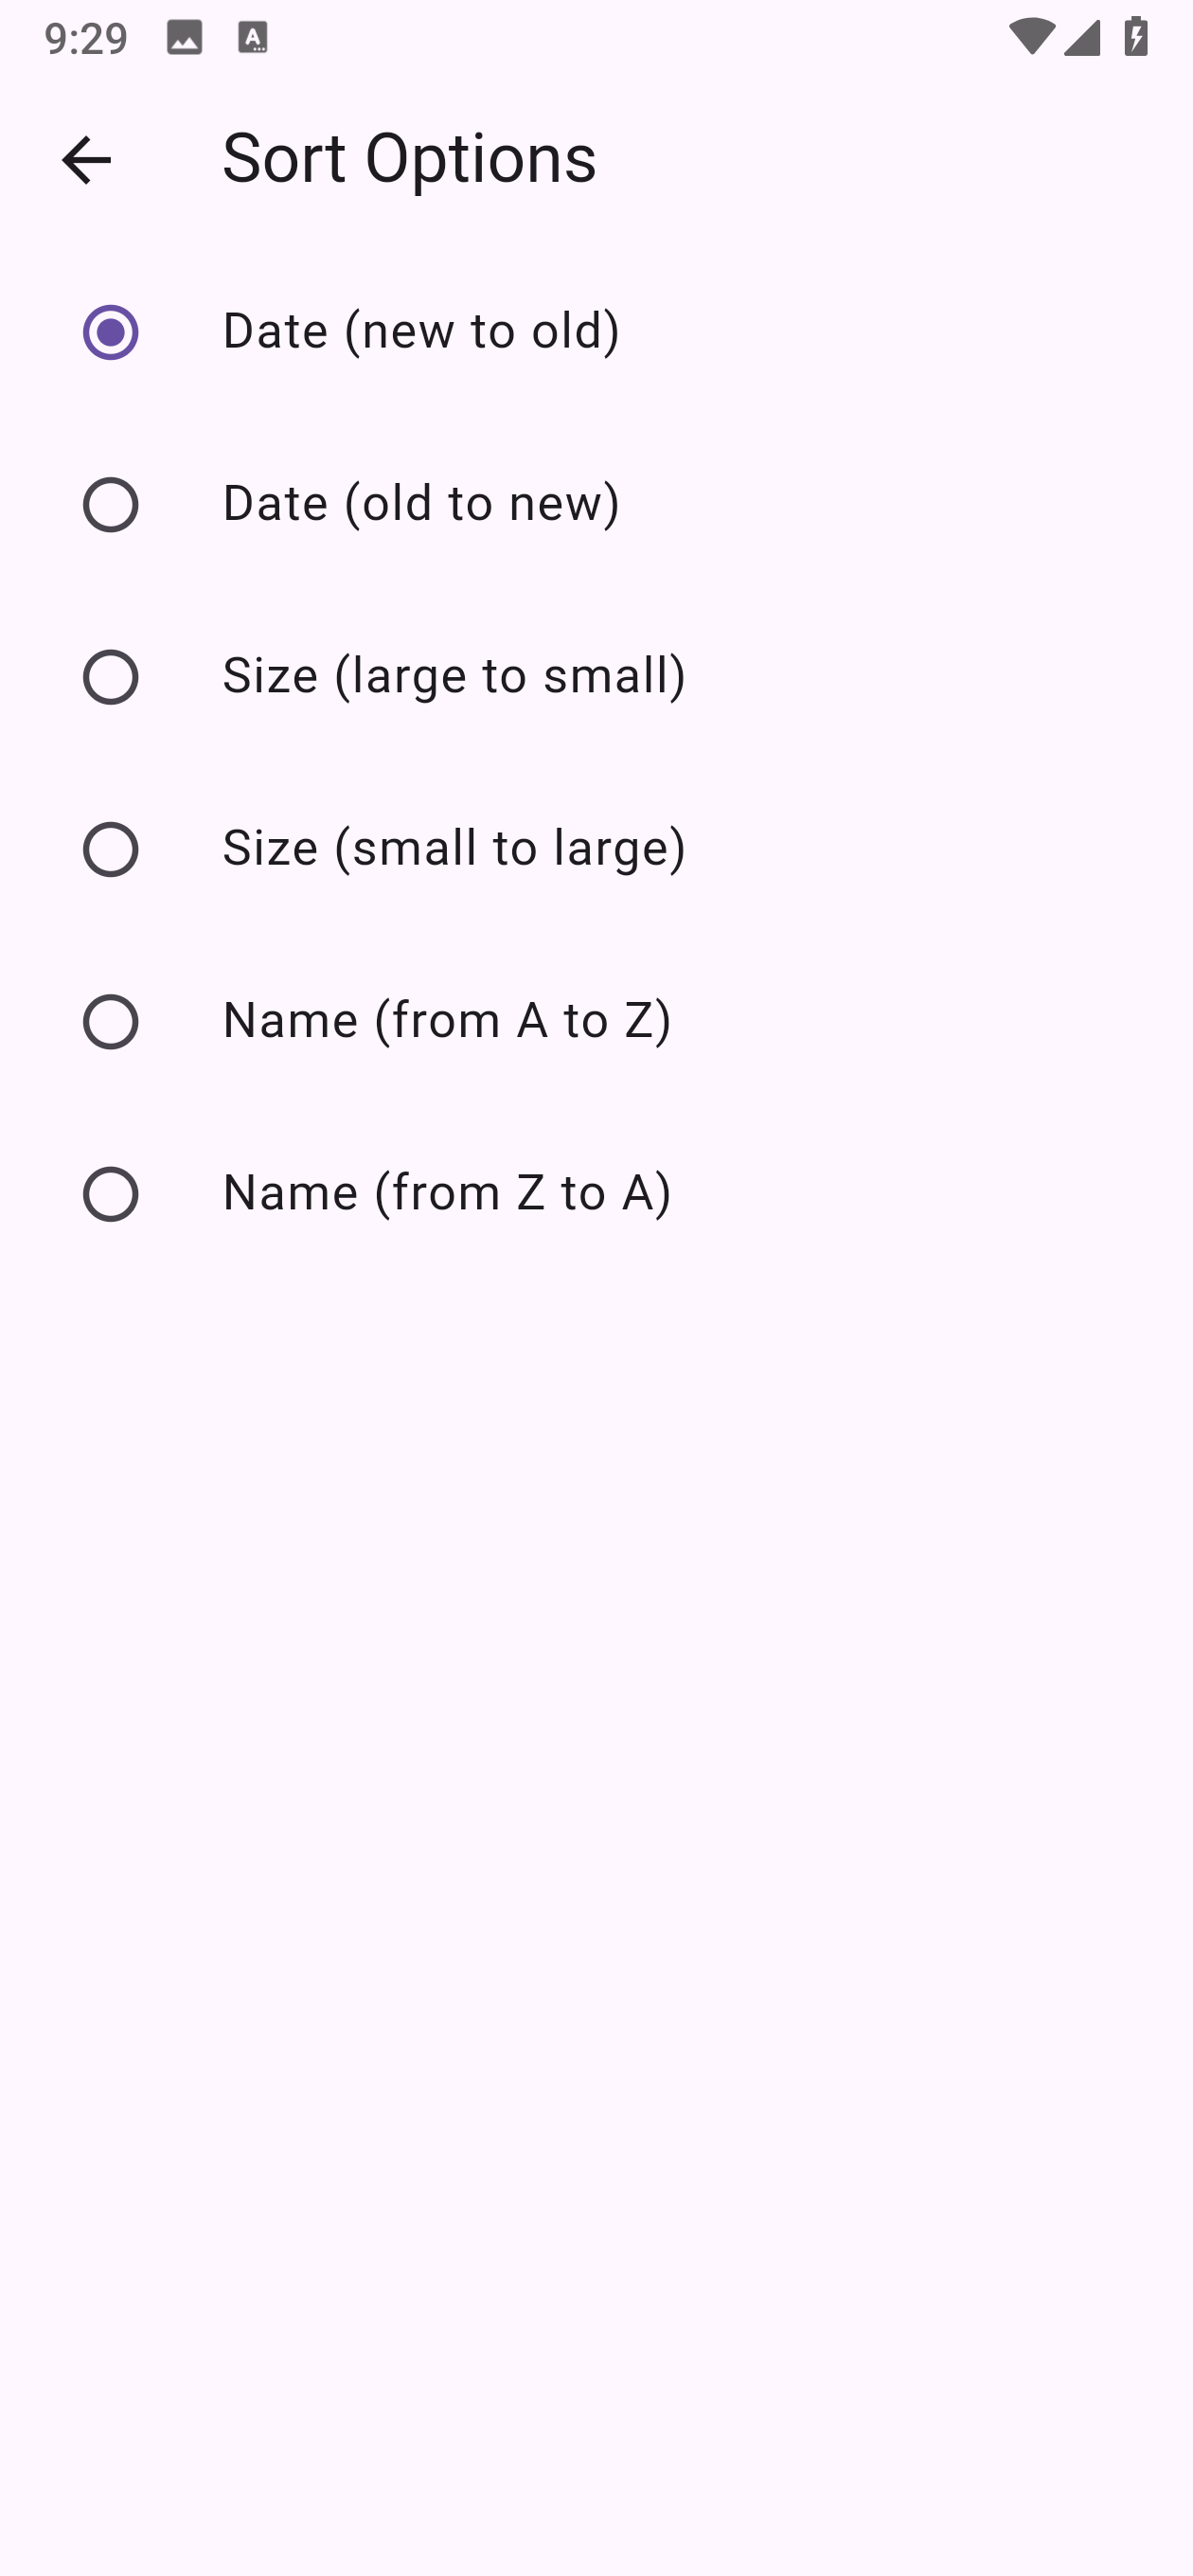 9:29
Sort Options
Date (new to old)
Date (old to new)
Size (large to small)
Size (small to large)
Name (from A to Z)
Name (from Z to A)